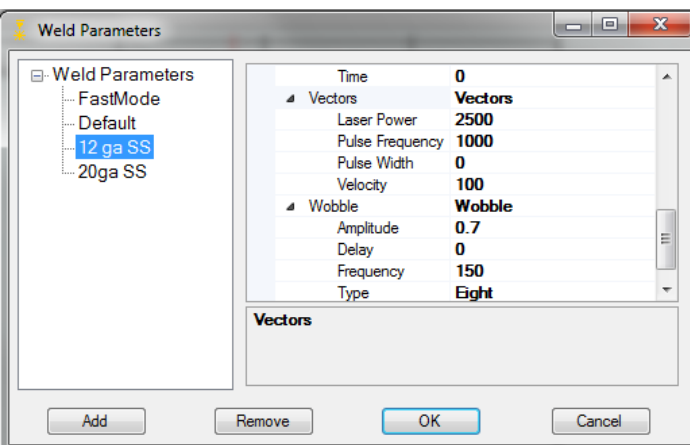 Weld Parameters
Weld Parameters
FastMode
Default
12 ga SS
20ga SS
Time 0
Vectors Vectors
Laser Power 2500
Pulse Frequency 1000
Pulse Width 0
Velocity 100
Wobble Wobble
Amplitude 0.7
Delay 0
Frequency 150
Type Eight
Vectors
Add Remove OK Cancel